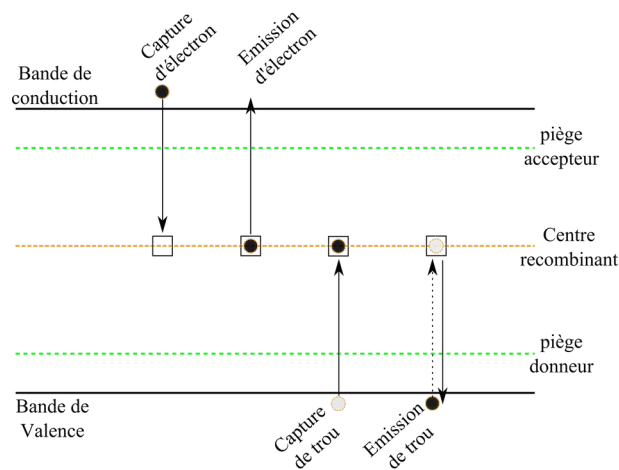 Capture
d'électron
Emission
d'électron
Bande de
conduction
piège
accepteur
Centre
recombinant
piège
donneur
Bande de
Valence
Capture
de trou
Emission
de trou